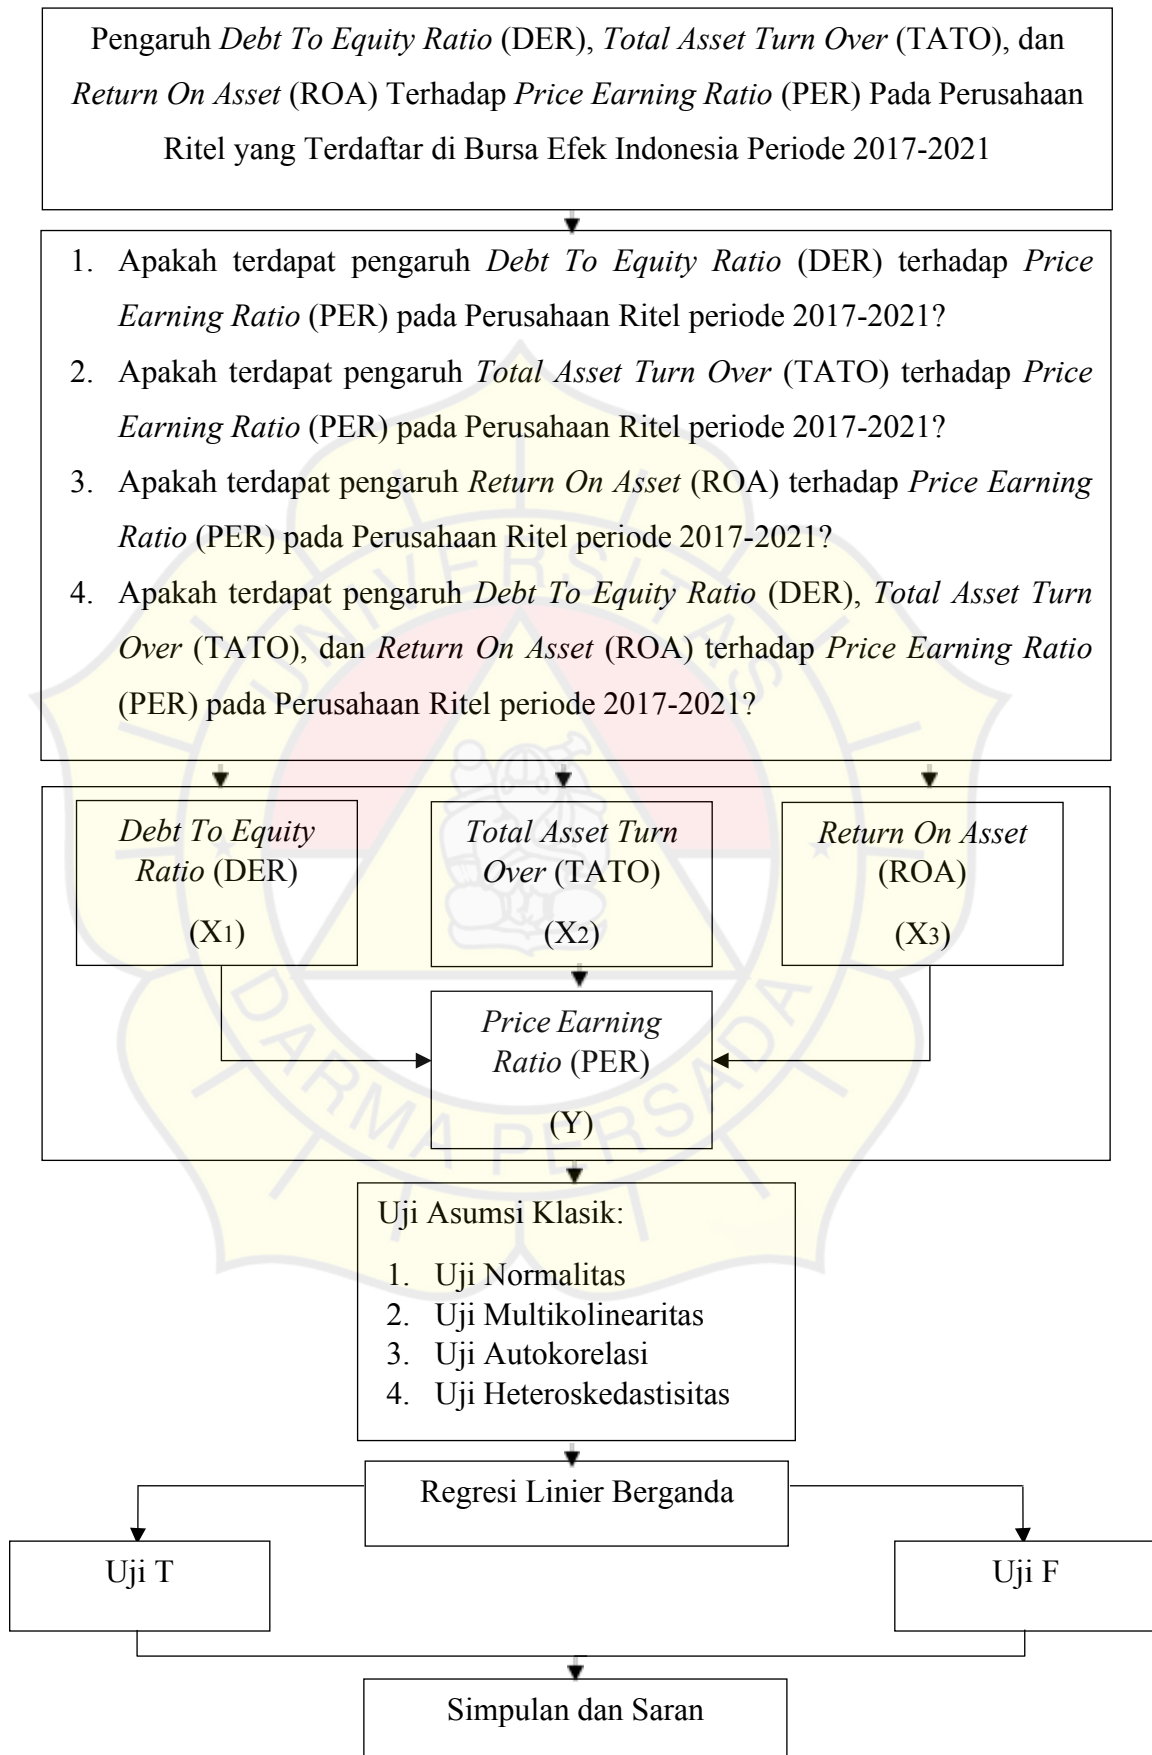 Pengaruh Debt To Equity Ratio (DER), Total Asset Turn Over (TATO), dan
Return On Asset (ROA) Terhadap Price Earning Ratio (PER) Pada Perusahaan
Ritel yang Terdaftar di Bursa Efek Indonesia Periode 2017-2021
1. Apakah terdapat pengaruh Debt To Equity Ratio (DER) terhadap Price
Earning Ratio (PER) pada Perusahaan Ritel periode 2017-2021?
2. Apakah terdapat pengaruh Total Asset Turn Over (TATO) terhadap Price
Earning Ratio (PER) pada Perusahaan Ritel periode 2017-2021?
3. Apakah terdapat pengaruh Return On Asset (ROA) terhadap Price Earning
Ratio (PER) pada Perusahaan Ritel periode 2017-2021?
4. Apakah terdapat pengaruh Debt To Equity Ratio (DER), Total Asset Turn
Over (TATO), dan Return On Asset (ROA) terhadap Price Earning Ratio
(PER) pada Perusahaan Ritel periode 2017-2021?
Debt To Equity
Ratio (DER)
(X1)
Total Asset Turn
Over (TATO)
(X2)
Return On Asset
(ROA)
(X3)
Price Earning
Ratio (PER)
(Y)
Uji Asumsi Klasik:
1. Uji Normalitas
2. Uji Multikolinearitas
3. Uji Autokorelasi
4. Uji Heteroskedastisitas
Regresi Linier Berganda
Uji T
Uji F
Simpulan dan Saran
UNIVERSITAS
DARMA PERSADA